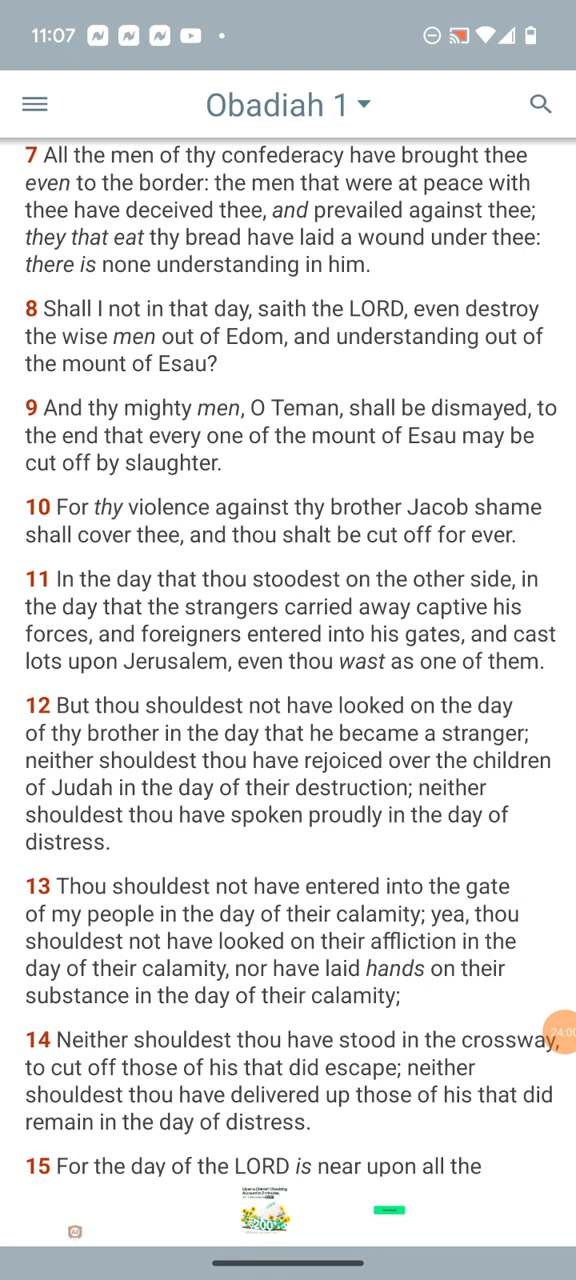 11:07
Obadiah 1
7 All the men of thy confederacy have brought thee
even to the border: the men that were at peace with
thee have deceived thee, and prevailed against thee;
they that eat thy bread have laid a wound under thee:
there is none understanding in him.
8 Shall I not in that day, saith the LORD, even destroy
the wise men out of Edom, and understanding out of
the mount of Esau?
9 And thy mighty men, O Teman, shall be dismayed, to
the end that every one of the mount of Esau may be
cut off by slaughter.
10 For thy violence against thy brother Jacob shame
shall cover thee, and thou shalt be cut off for ever.
11 In the day that thou stoodest on the other side, in
the day that the strangers carried away captive his
forces, and foreigners entered into his gates, and cast
lots upon Jerusalem, even thou wast as one of them.
12 But thou shouldest not have looked on the day
of thy brother in the day that he became a stranger;
neither shouldest thou have rejoiced over the children
of Judah in the day of their destruction; neither
shouldest thou have spoken proudly in the day of
distress.
13 Thou shouldest not have entered into the gate
of my people in the day of their calamity; yea, thou
shouldest not have looked on their affliction in the
day of their calamity, nor have laid hands on their
substance in the day of their calamity;
24:00
14 Neither shouldest thou have stood in the crossway,
to cut off those of his that did escape; neither
shouldest thou have delivered up those of his that did
remain in the day of distress.
15 For the day of the LORD is near upon all the
Open a Chime® Checking
Account in 2 minutes.
$200
Ad